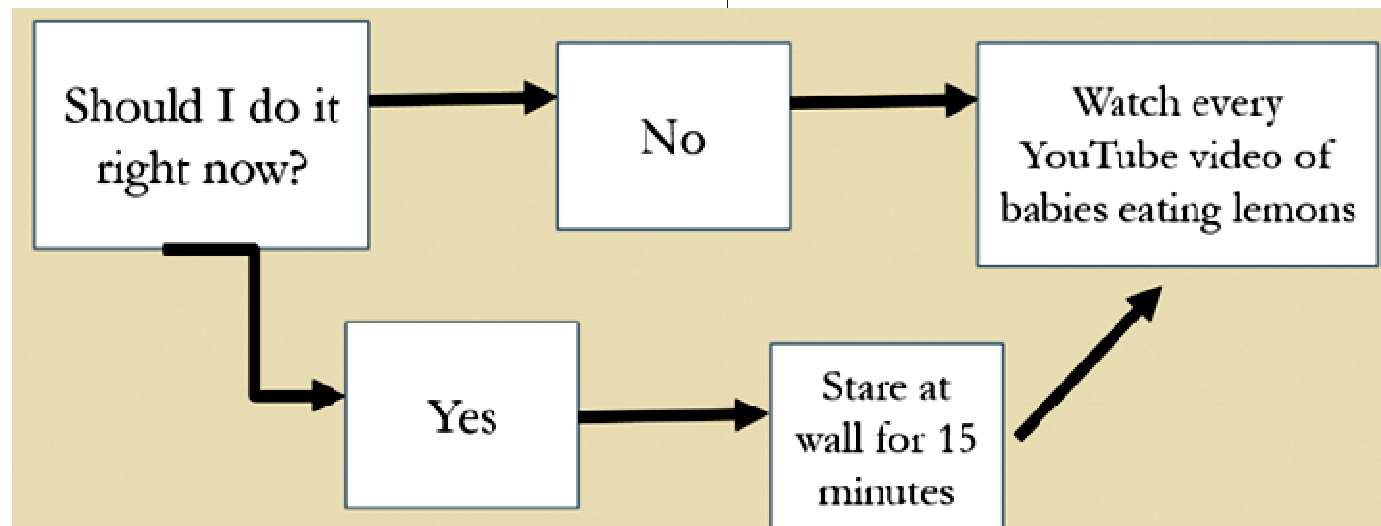 Should I do it
right now?
No
Watch every
YouTube video of
babies eating lemons
Yes
Stare at
wall for 15
minutes